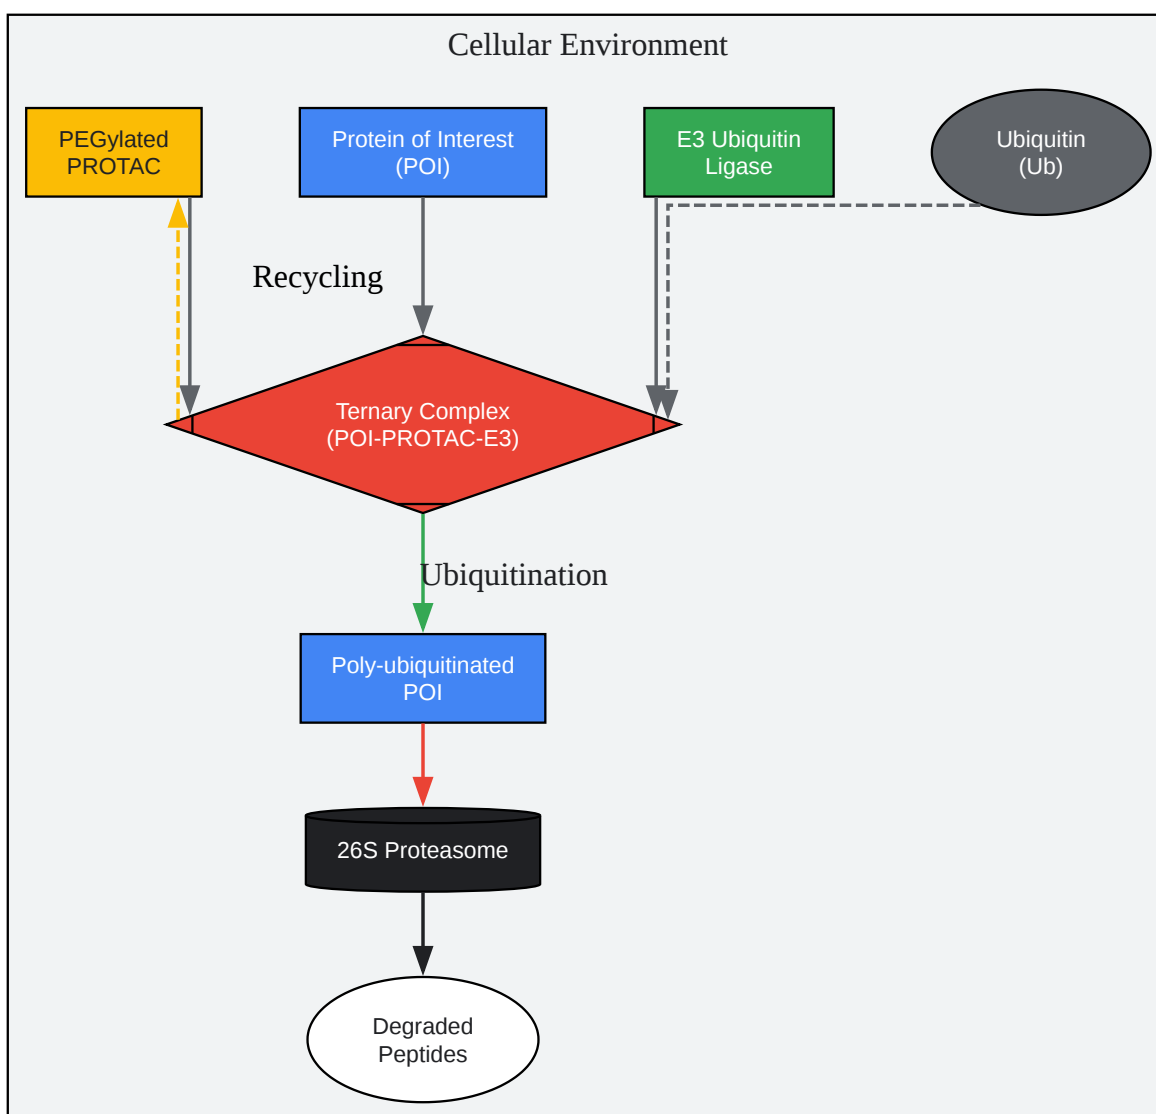 Cellular Environment
PEGylated
PROTAC
Protein of Interest
(POI)
E3 Ubiquitin
Ligase
Ubiquitin
(Ub)
Recycling
Ternary Complex
(POI-PROTAC-E3)
Ubiquitination
Poly-ubiquitinated
POI
26S Proteasome
Degraded
Peptides